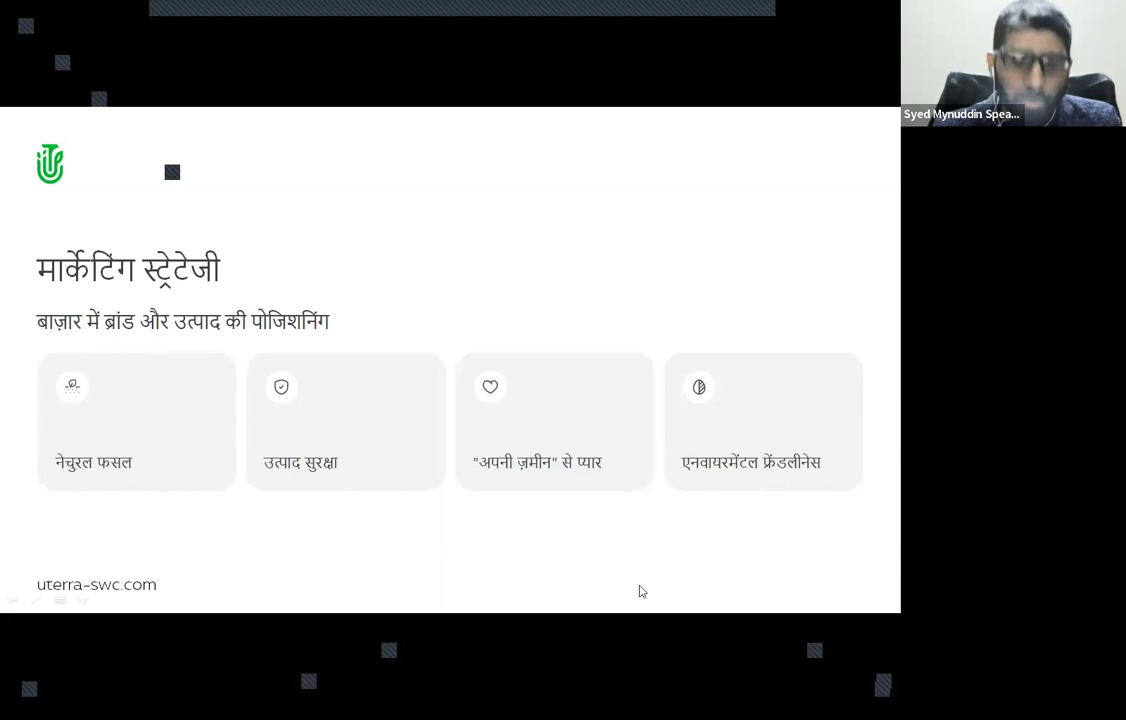 Syed Mynuddin Spea...
मार्केटिंग स्ट्रेटेजी
बाज़ार में ब्रांड और उत्पाद की पोजिशनिंग
नेचुरल फसल
उत्पाद सुरक्षा
"अपनी ज़मीन" से प्यार
एनवायरमेंटल फ्रेंडलीनेस
uterra-swc.com